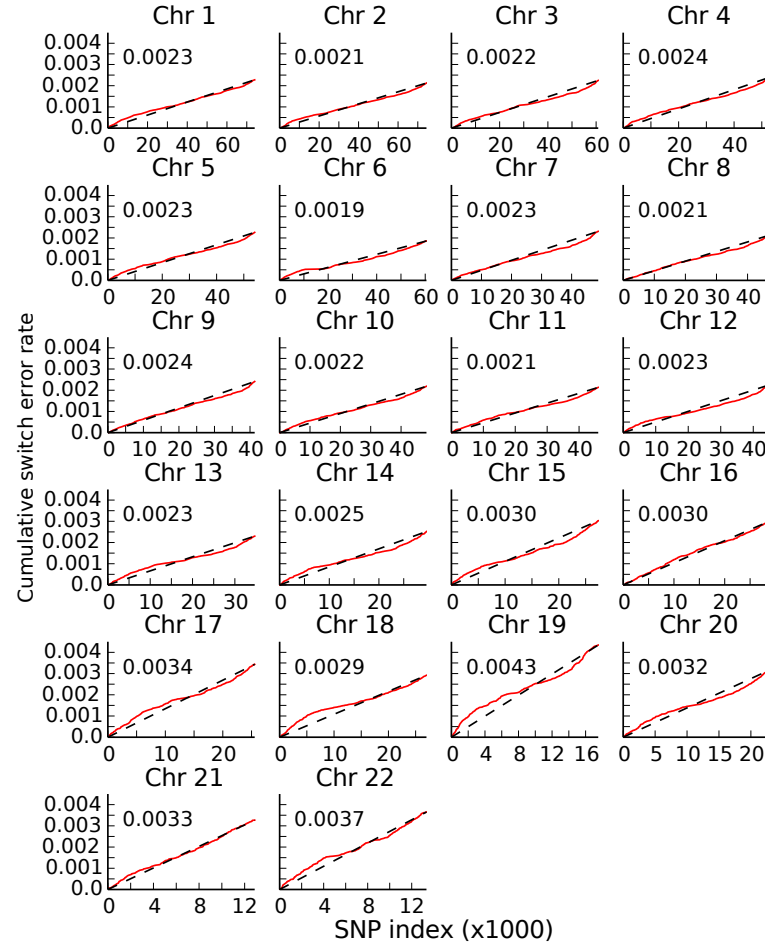 Chr 1 Chr 2 Chr 3 Chr 4
0.004
0.003
0.002
0.001
0.0
0.0023 0.0021 0.0022 0.0024
0 20 40 60 0 20 40 60 0 20 40 60 0 20 40
Chr 5 Chr 6 Chr 7 Chr 8
0.004
0.003
0.002
0.001
0.0
0.0023 0.0019 0.0023 0.0021
0 20 40 0 20 40 60 0 10 20 30 40 0 10 20 30 40
Chr 9 Chr 10 Chr 11 Chr 12
0.004
0.003
0.002
0.001
0.0
0.0024 0.0022 0.0021 0.0023
0 10 20 30 40 0 10 20 30 40 0 10 20 30 40 0 10 20 30 40
Chr 13 Chr 14 Chr 15 Chr 16
0.004
0.003
0.002
0.001
0.0
0.0023 0.0025 0.0030 0.0030
0 10 20 30 0 10 20 0 10 20 0 10 20
Chr 17 Chr 18 Chr 19 Chr 20
0.004
0.003
0.002
0.001
0.0
0.0034 0.0029 0.0043 0.0032
0 10 20 0 10 20 0 4 8 12 16 0 5 10 15 20
Chr 21 Chr 22
0.004
0.003
0.002
0.001
0.0
0.0033 0.0037
0 4 8 12 0 4 8 12
Cumulative switch error rate
SNP index (x1000)